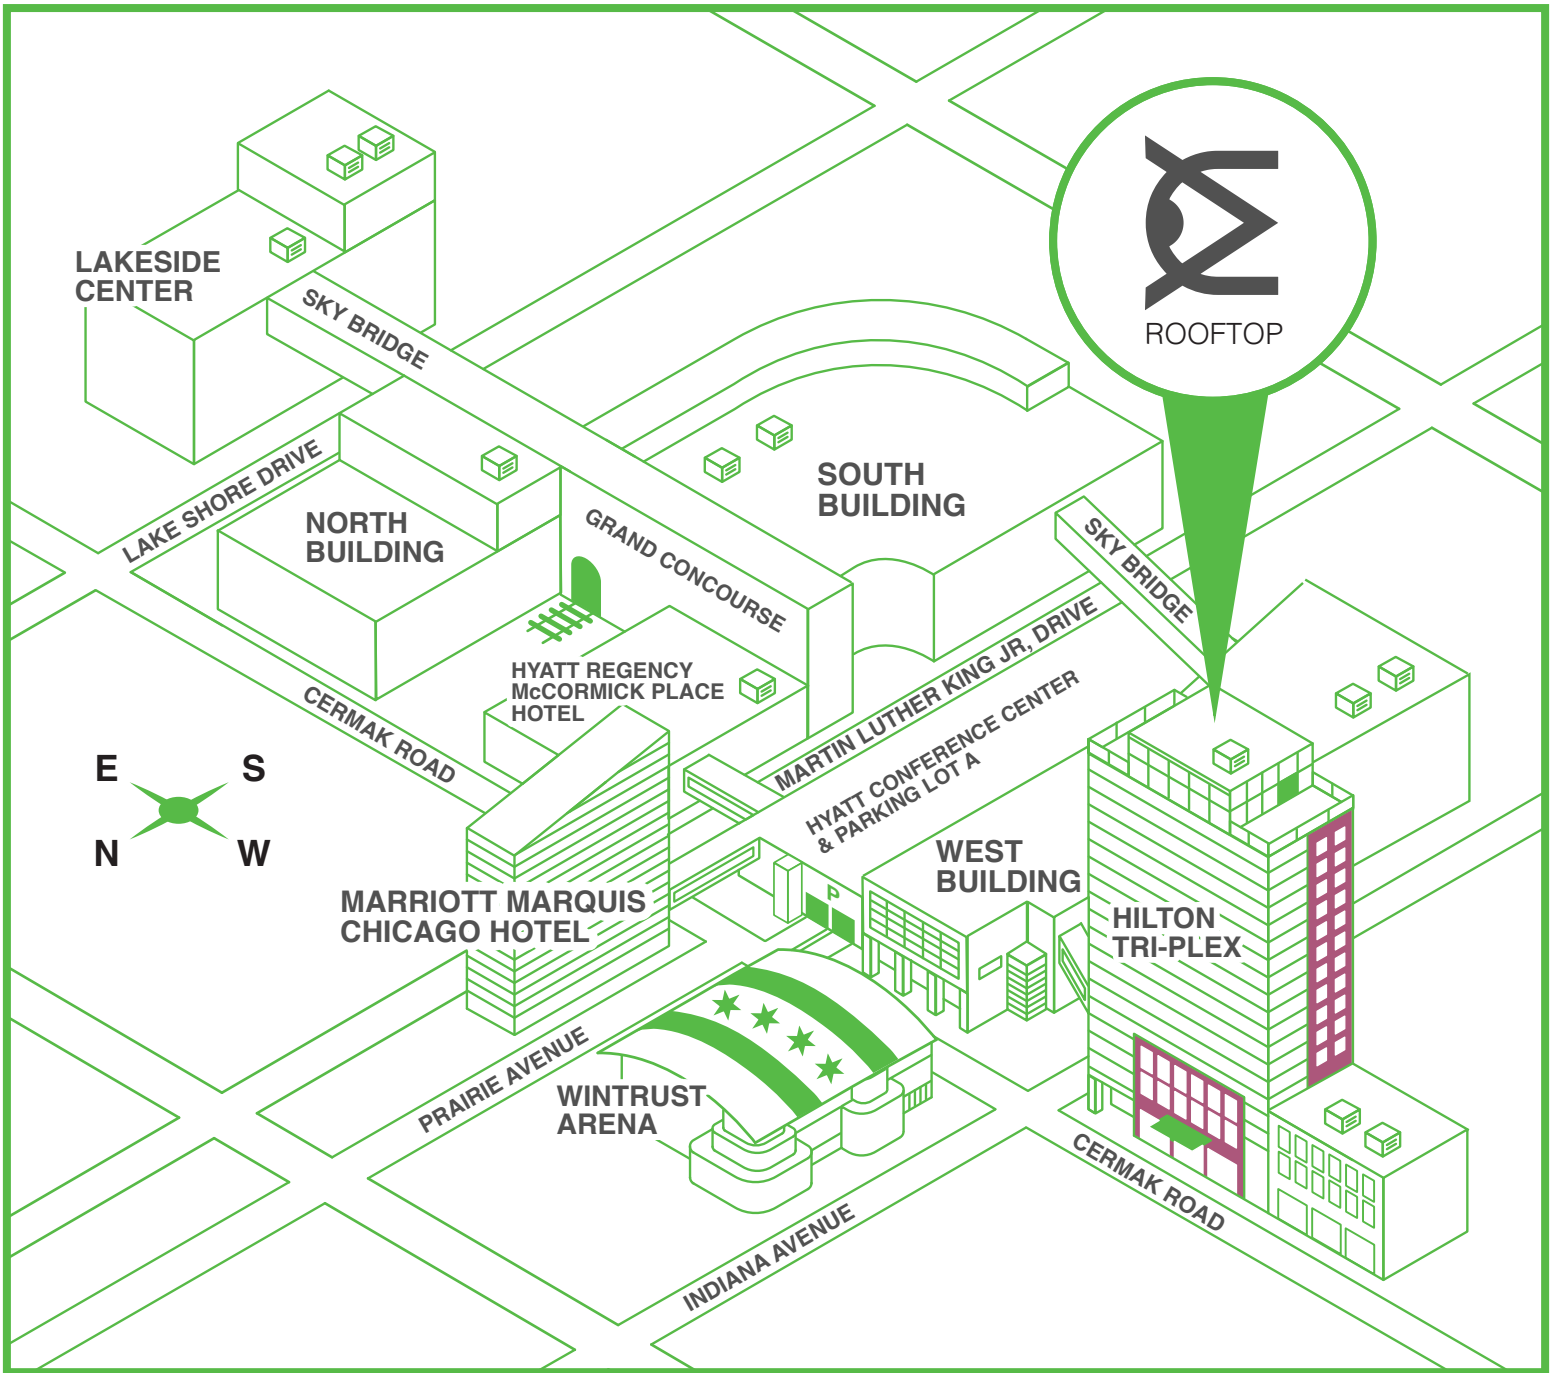 ROOFTOP
LAKESIDE
CENTER
SKY BRIDGE
LAKE SHORE DRIVE
NORTH
BUILDING
SOUTH
BUILDING
GRAND CONCOURSE
SKY BRIDGE
HYATT REGENCY
McCORMICK PLACE
HOTEL
CERMAK ROAD
MARTIN LUTHER KING JR, DRIVE
HYATT CONFERENCE CENTER
& PARKING LOT A
E
S
N
W
WEST
BUILDING
P
MARRIOTT MARQUIS
CHICAGO HOTEL
HILTON
TRI-PLEX
PRAIRIE AVENUE
WINTRUST
ARENA
CERMAK ROAD
INDIANA AVENUE